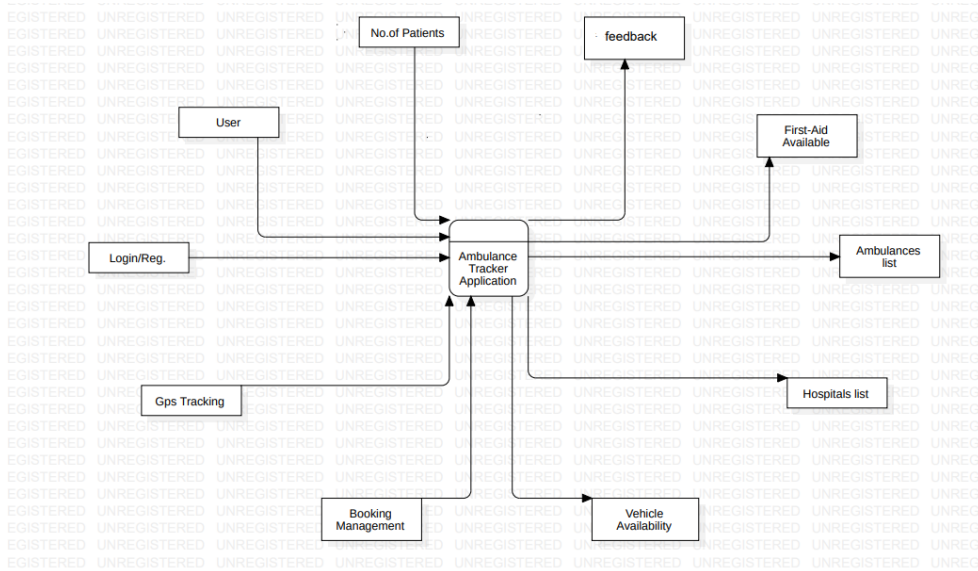 No.of Patients
feedback
User
First-Aid
Available
Login/Reg.
Ambulance
Tracker
Application
Ambulances
list
Gps Tracking
Hospitals list
Booking
Management
Vehicle
Availability
UNREGISTERED